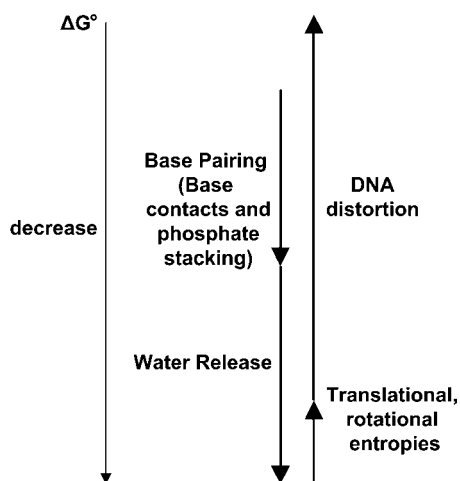 ΔG°
Base Pairing
(Base
contacts and
phosphate
stacking)
DNA
distortion
decrease
Water Release
Translational,
rotational
entropies